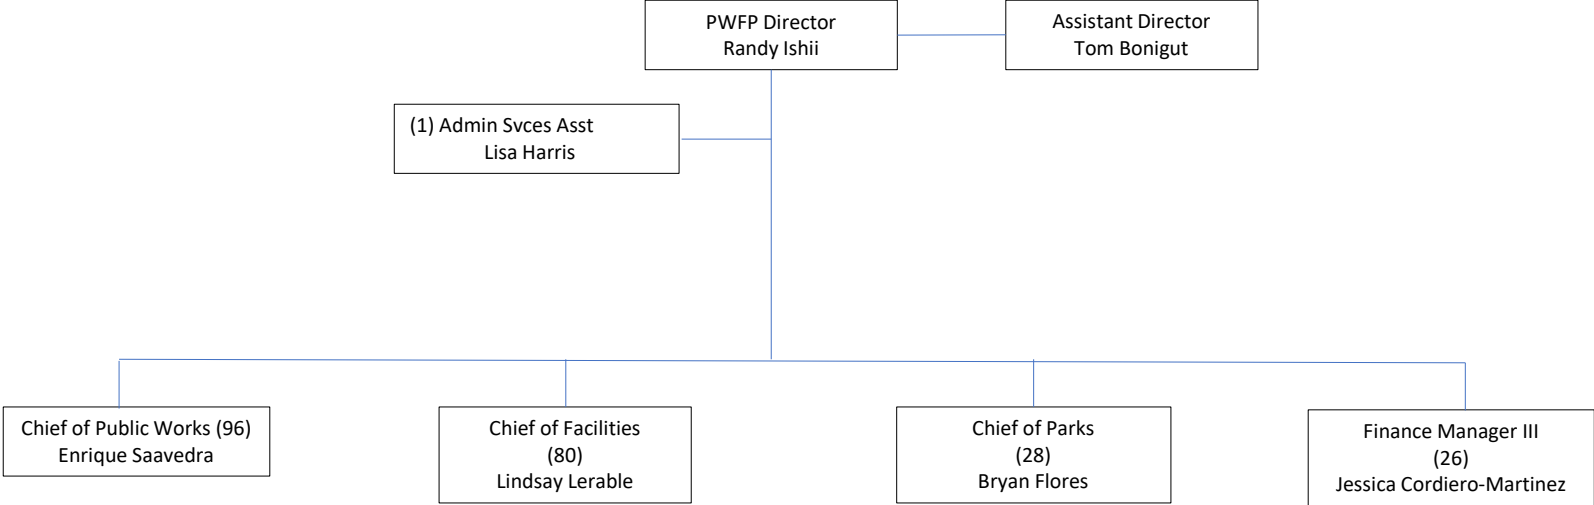 PWFP Director
Randy Ishii
Assistant Director
Tom Bonigut
(1) Admin Svces Asst
Lisa Harris
Chief of Public Works (96)
Enrique Saavedra
Chief of Facilities
(80)
Lindsay Lerable
Chief of Parks
(28)
Bryan Flores
Finance Manager III
(26)
Jessica Cordiero-Martinez